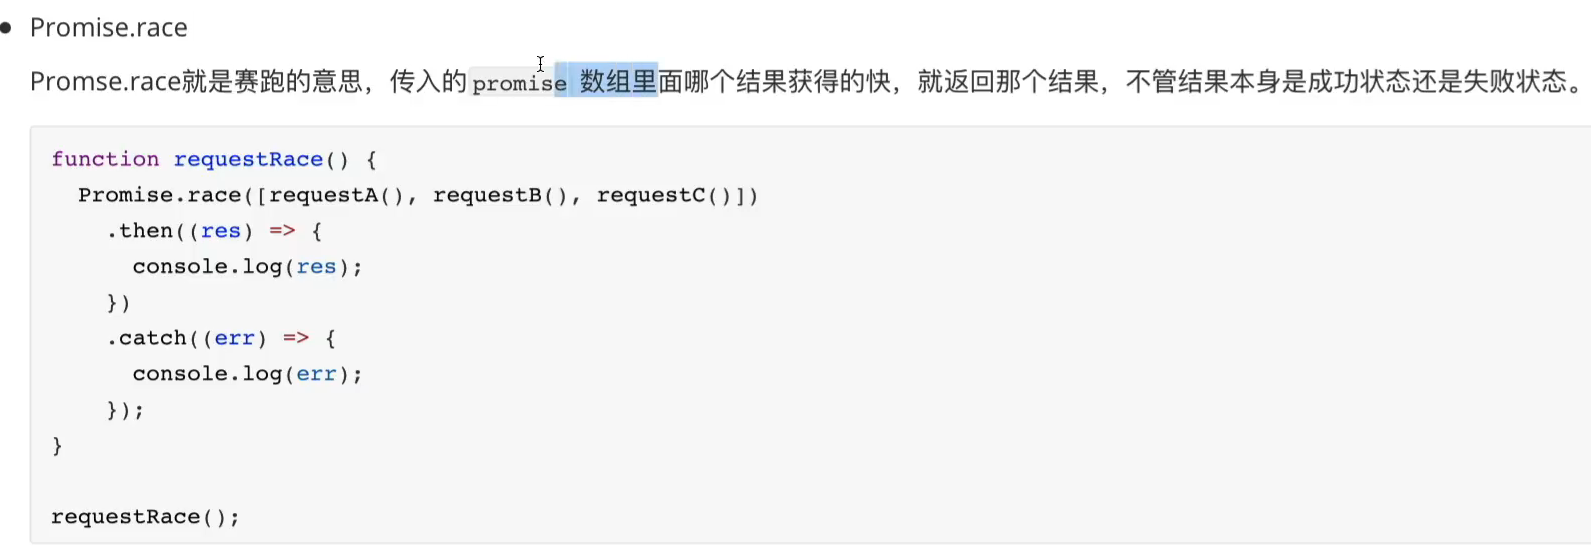 Promise.race
Promse.race就是赛跑的意思，传入的 promise 数组里面哪个结果获得的快，就返回那个结果，不管结果本身是成功状态还是失败状态。
function requestRace() {
  Promise.race([requestA(), requestB(), requestC()])
    .then((res) => {
      console.log(res);
    })
    .catch((err) => {
      console.log(err);
    });
}
requestRace();